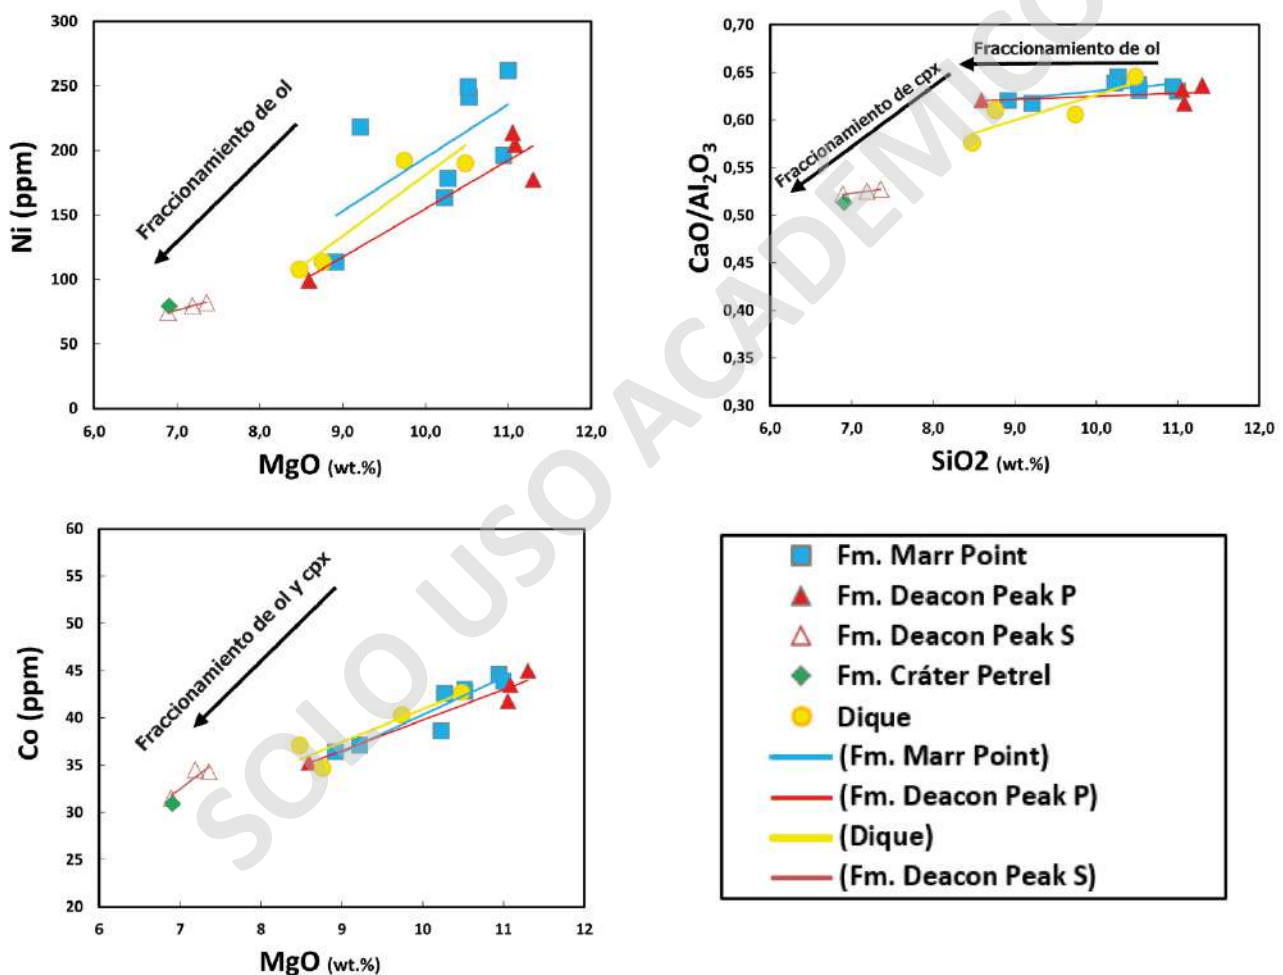 300
250
200
150
100
50
0
Ni (ppm)
Fraccionamiento de ol
6,0 7,0 8,0 9,0 10,0 11,0 12,0
MgO (wt.%)
0,70
0,65
0,60
0,55
0,50
0,45
0,40
0,35
0,30
CaO/Al2O3
Fraccionamiento de ol
Fraccionamiento de cpx
6,0 7,0 8,0 9,0 10,0 11,0 12,0
SiO2 (wt.%)
60
55
50
45
40
35
30
25
20
Co (ppm)
Fraccionamiento de ol y cpx
6 7 8 9 10 11 12
MgO (wt.%)
Fm. Marr Point
Fm. Deacon Peak P
Fm. Deacon Peak S
Fm. Cráter Petrel
Dique
(Fm. Marr Point)
(Fm. Deacon Peak P)
(Dique)
(Fm. Deacon Peak S)
SOLO USO ACADEMICO